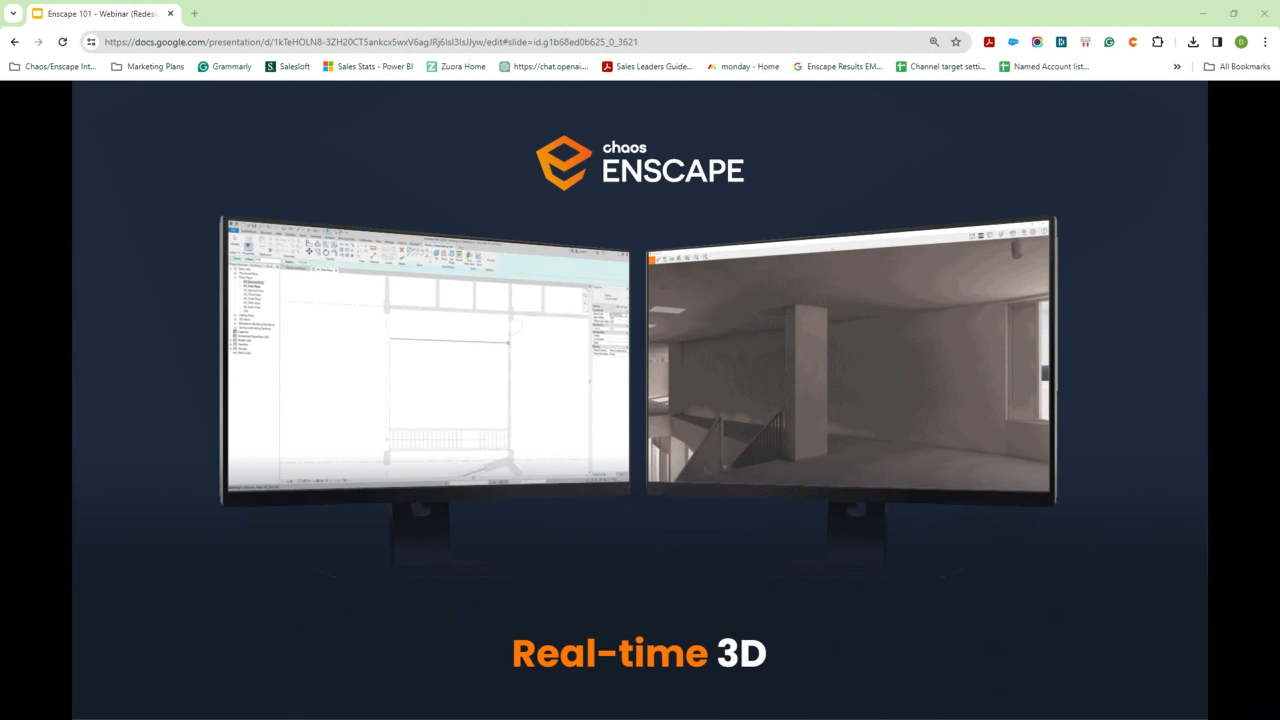 Enscape 101 - Webinar (Redesi
https://docs.google.com/presentation/d/1kTeHOLN8-3ZH20CT5ankcx5wxV6agJRj6IsI3IsJJyw/edit#slide=id.g1b68ed0b625_0_3621
Chaos/Enscape Int... Marketing Plans Grammarly Salesloft Sales Stats - Power BI Zuora Home https://chat.openai.... Sales Leaders Guide... monday - Home Enscape Results EM... Channel target setti... Named Account list... » All Bookmarks
chaos
ENSCAPE
Real-time 3D